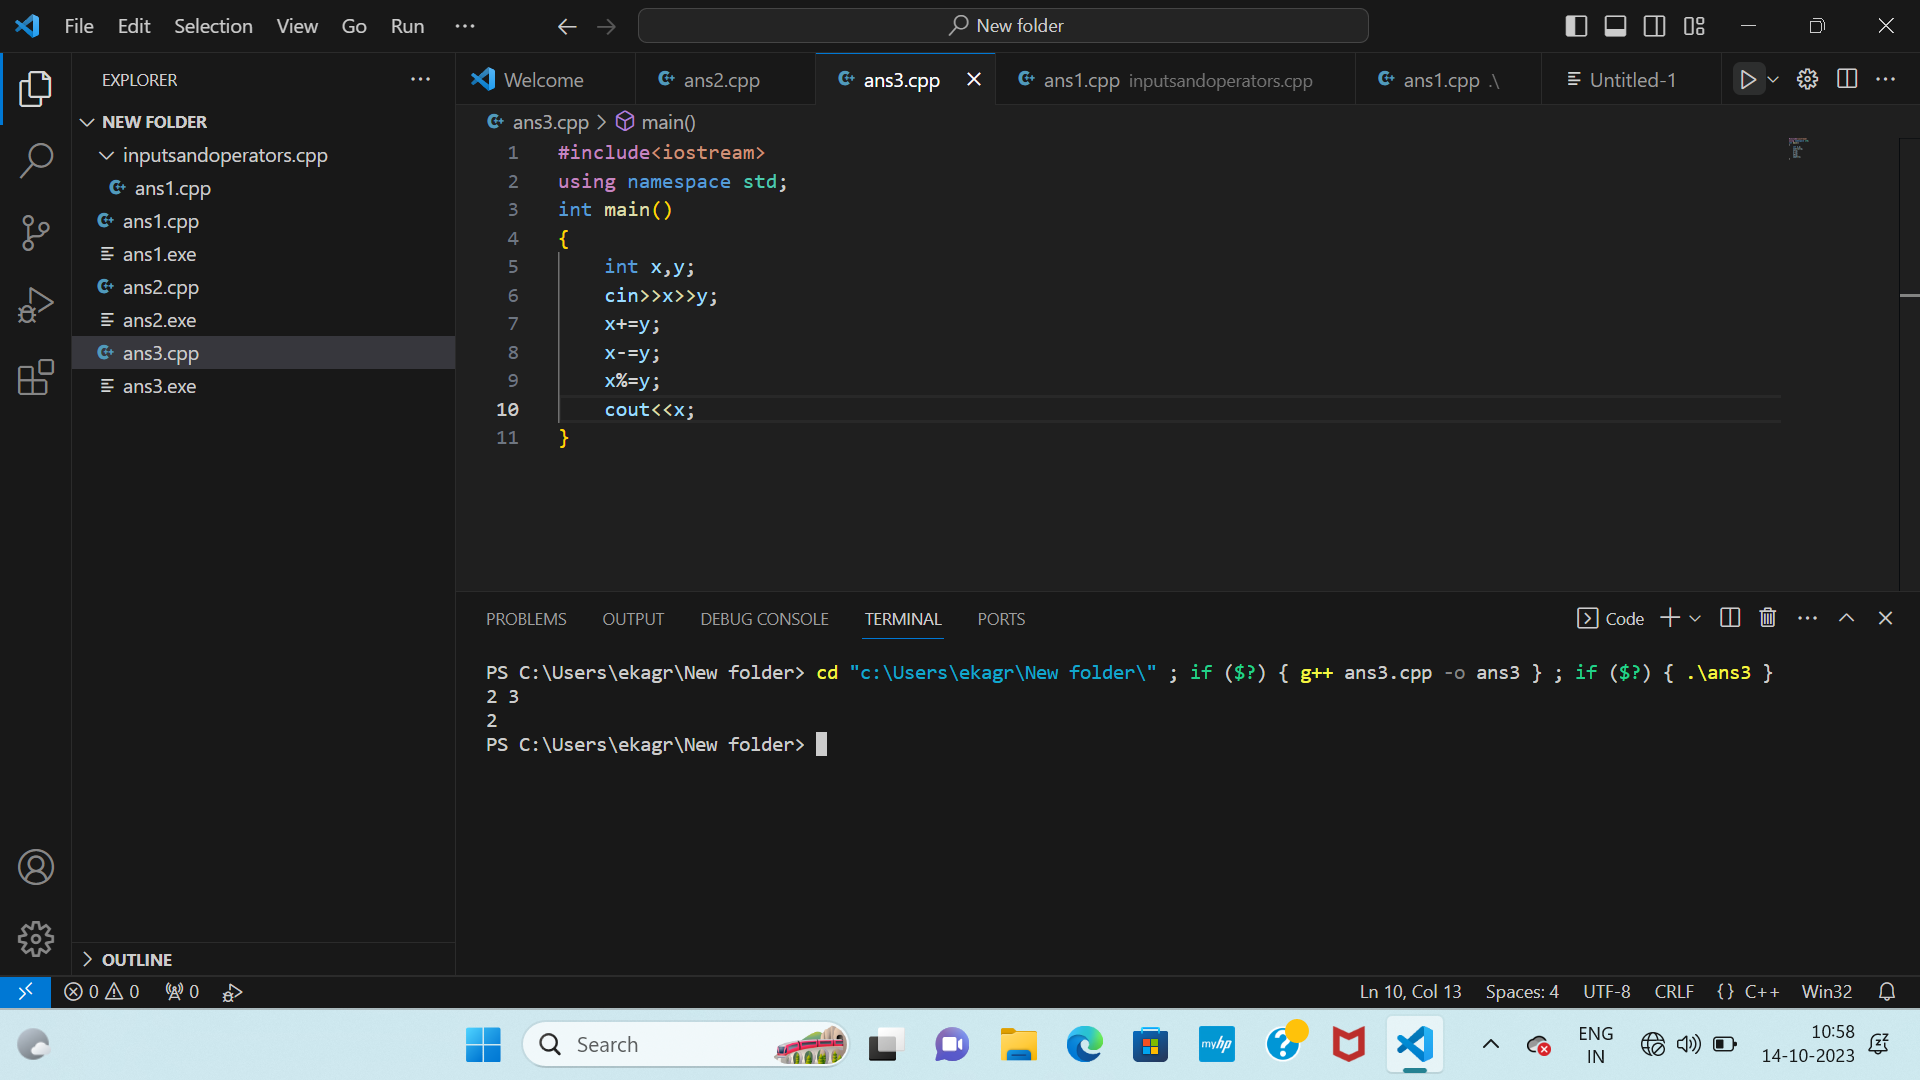 File Edit Selection View Go Run ··· New folder
EXPLORER ···
NEW FOLDER
inputsandoperators.cpp
ans1.cpp
ans1.cpp
ans1.exe
ans2.cpp
ans2.exe
ans3.cpp
ans3.exe
OUTLINE
Welcome ans2.cpp ans3.cpp ans1.cpp inputsandoperators.cpp ans1.cpp .\ Untitled-1
ans3.cpp > main()
1 #include<iostream>
2 using namespace std;
3 int main()
4 {
5 int x,y;
6 cin>>x>>y;
7 x+=y;
8 x-=y;
9 x%=y;
10 cout<<x;
11 }
PROBLEMS OUTPUT DEBUG CONSOLE TERMINAL PORTS Code
PS C:\Users\ekagr\New folder> cd "c:\Users\ekagr\New folder\" ; if ($?) { g++ ans3.cpp -o ans3 } ; if ($?) { .\ans3 }
2 3
2
PS C:\Users\ekagr\New folder>
0 0 0 Ln 10, Col 13 Spaces: 4 UTF-8 CRLF {} C++ Win32
Search myhp ENG
IN
10:58
14-10-2023